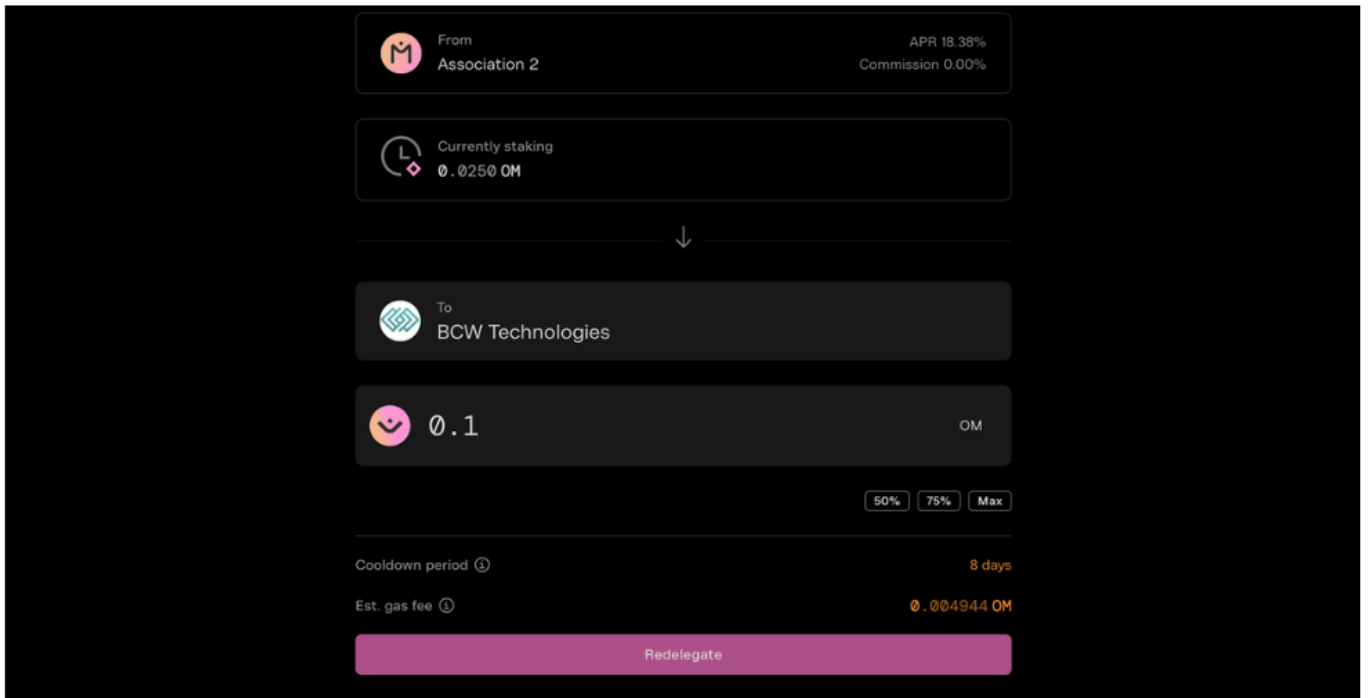 From
APR 18.38%
Association 2
Commission 0.00%
Currently staking
0.0250 OM
To
BCW Technologies
0.1
OM
50% 75% Max
Cooldown period
8 days
Est. gas fee
0.004944 OM
Redelegate